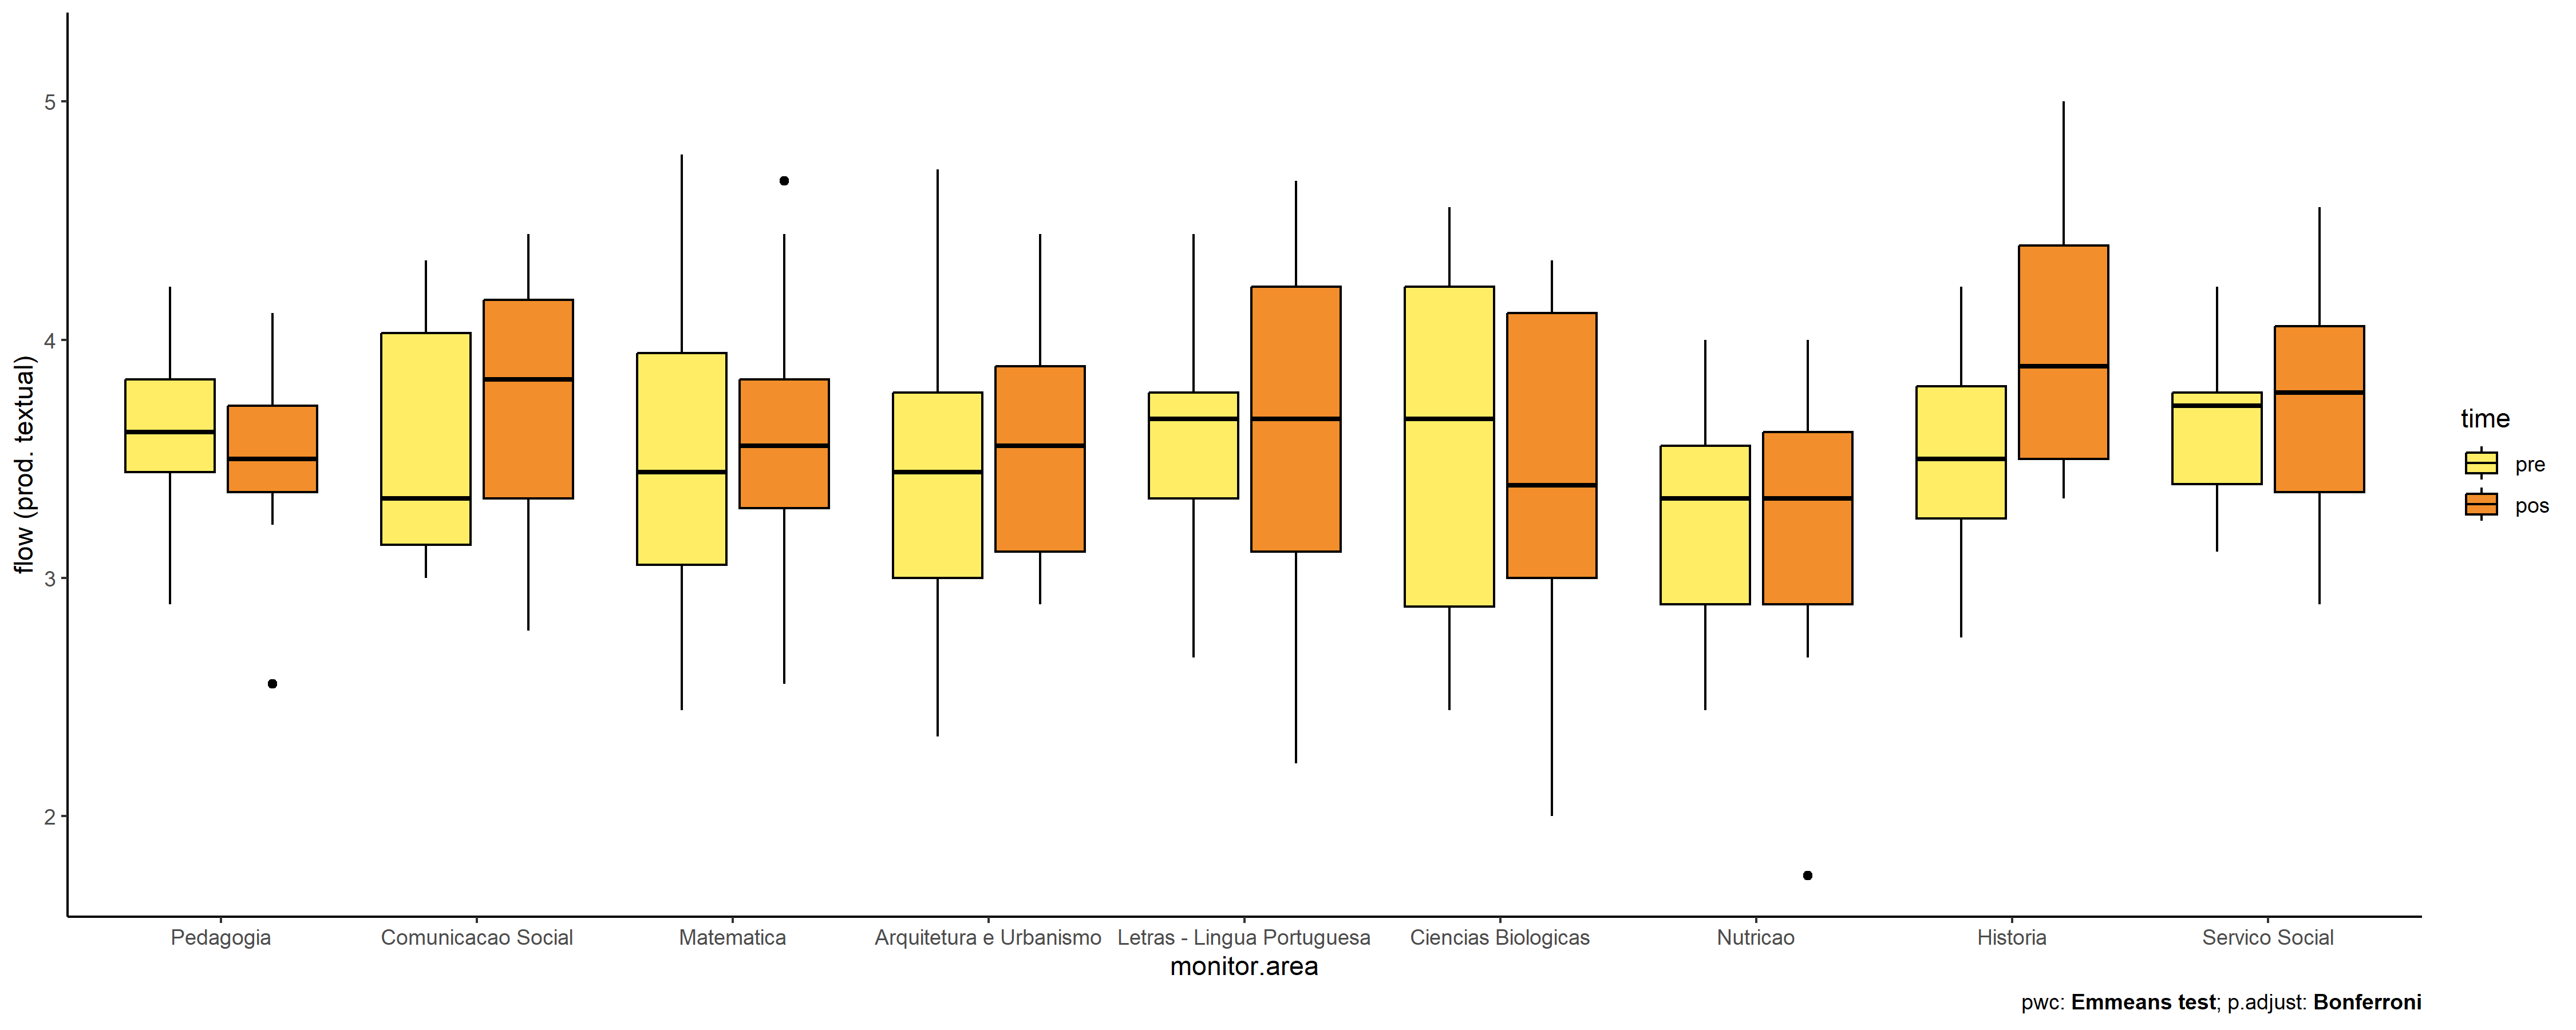 flow (prod. textual)
5
4
3
2
Pedagogia
Comunicacao Social
Matematica
Arquitetura e Urbanismo
Letras - Lingua Portuguesa
Ciencias Biologicas
Nutricao
Historia
Servico Social
monitor.area
time
pre
pos
pwc: Emmeans test; p.adjust: Bonferroni